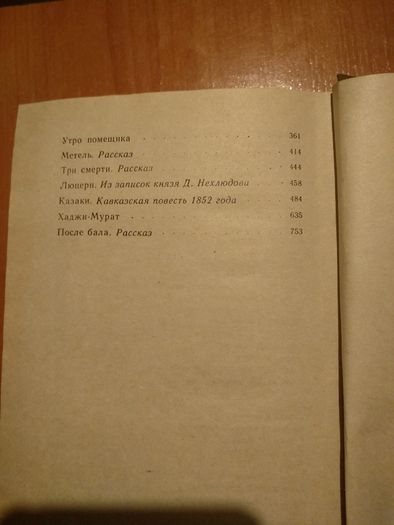 Утро помещика 361
Метель. Рассказ 414
Три смерти. Рассказ 444
Люцерн. Из записок князя Д. Нехлюдова 458
Казаки. Кавказская повесть 1852 года 484
Хаджи-Мурат 635
После бала. Рассказ 753